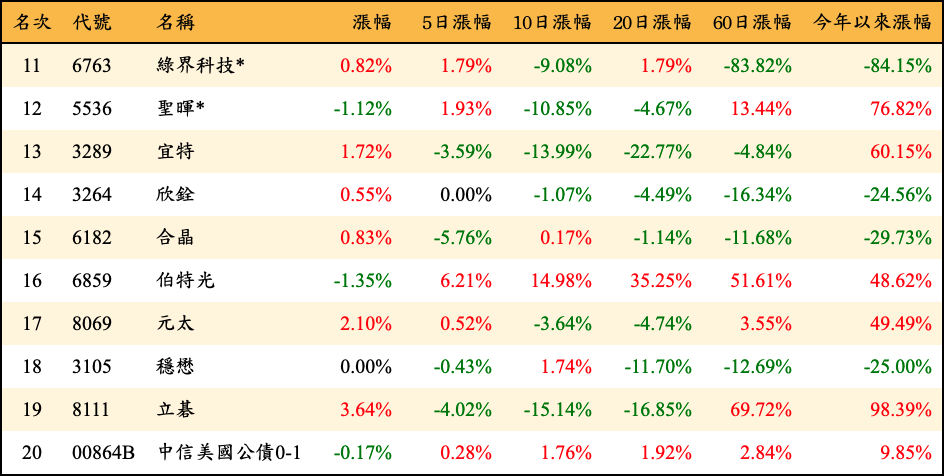 名次 代號 名稱 漲幅 5日漲幅 10日漲幅 20日漲幅 60日漲幅 今年以來漲幅
11 6763 綠界科技* 0.82% 1.79% -9.08% 1.79% -83.82% -84.15%
12 5536 聖暉* -1.12% 1.93% -10.85% -4.67% 13.44% 76.82%
13 3289 宜特 1.72% -3.59% -13.99% -22.77% -4.84% 60.15%
14 3264 欣銓 0.55% 0.00% -1.07% -4.49% -16.34% -24.56%
15 6182 合晶 0.83% -5.76% 0.17% -1.14% -11.68% -29.73%
16 6859 伯特光 -1.35% 6.21% 14.98% 35.25% 51.61% 48.62%
17 8069 元太 2.10% 0.52% -3.64% -4.74% 3.55% 49.49%
18 3105 穩懋 0.00% -0.43% 1.74% -11.70% -12.69% -25.00%
19 8111 立碁 3.64% -4.02% -15.14% -16.85% 69.72% 98.39%
20 00864B 中信美國公債0-1 -0.17% 0.28% 1.76% 1.92% 2.84% 9.85%